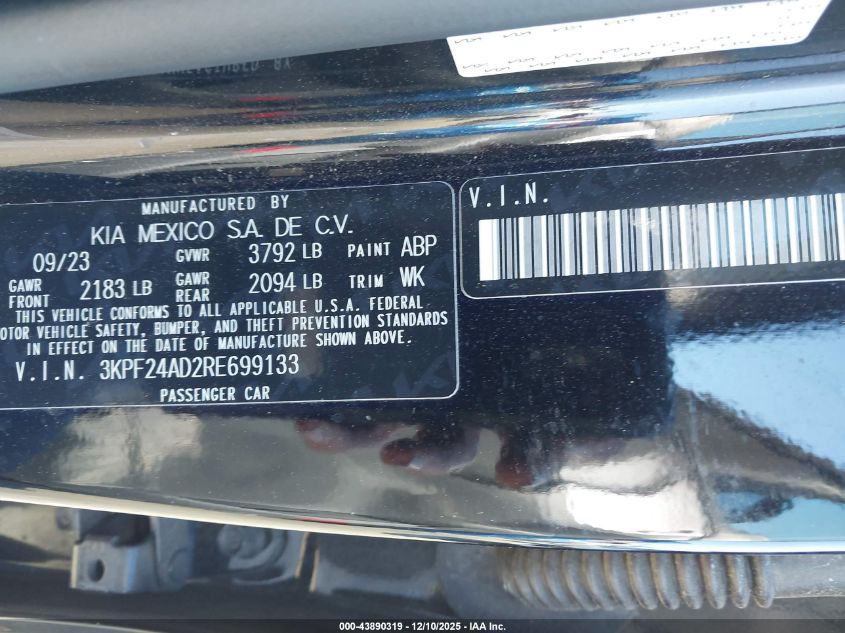 MANUFACTURED BY
KIA MEXICO S.A. DE C.V.
09/23 GVWR 3792 LB PAINT ABP
GAWR FRONT 2183 LB GAWR REAR 2094 LB TRIM WK
THIS VEHICLE CONFORMS TO ALL APPLICABLE U.S.A. FEDERAL
MOTOR VEHICLE SAFETY, BUMPER, AND THEFT PREVENTION STANDARDS
IN EFFECT ON THE DATE OF MANUFACTURE SHOWN ABOVE.
V.I.N. 3KPF24AD2RE699133
PASSENGER CAR
V.I.N.
000-43890319 - 12/10/2025 - IAA Inc.